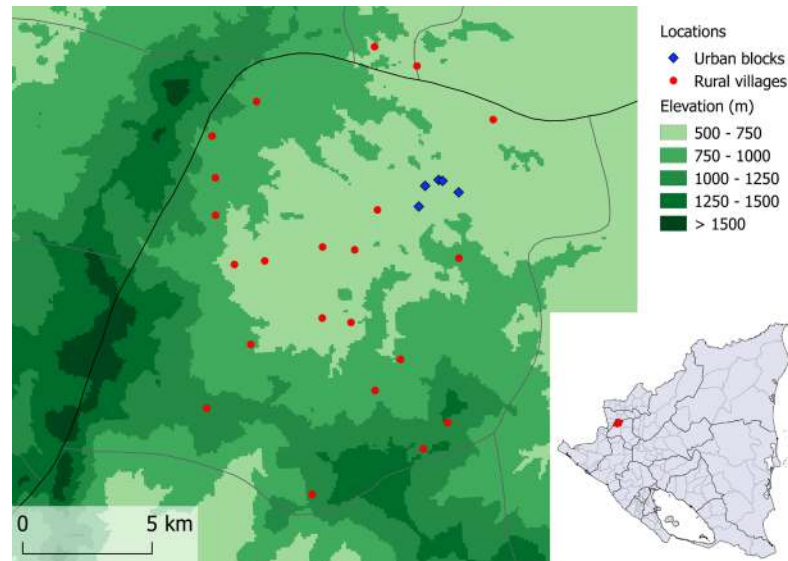 Locations
Urban blocks
Rural villages
Elevation (m)
500 - 750
750 - 1000
1000 - 1250
1250 - 1500
> 1500
0 5 km